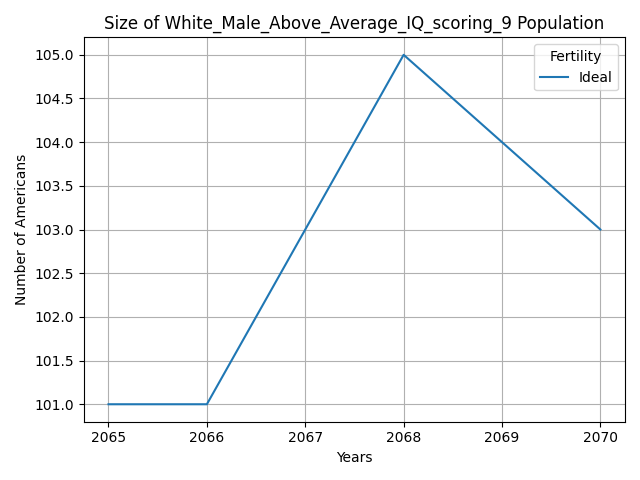 Size of White_Male_Above_Average_IQ_scoring_9 Population
Fertility
Ideal
Number of Americans
105.0
104.5
104.0
103.5
103.0
102.5
102.0
101.5
101.0
2065 2066 2067 2068 2069 2070
Years